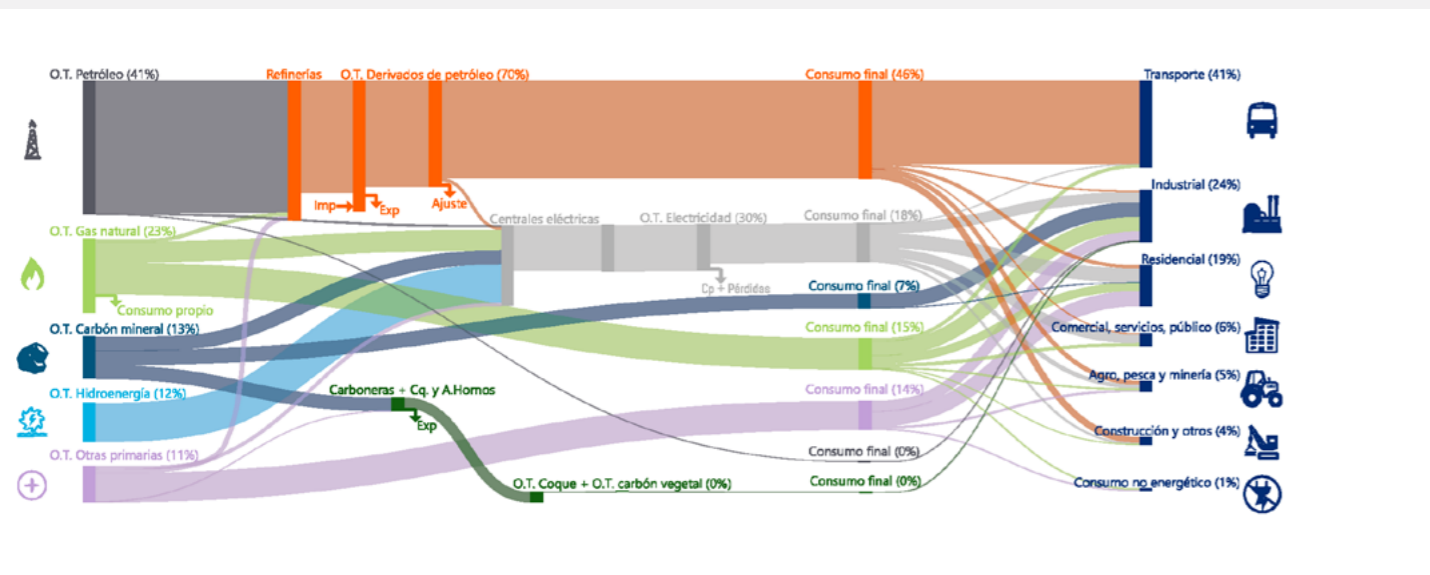 O.T. Petróleo (41%)
Refinerías
O.T. Derivados de petróleo (70%)
Consumo final (46%)
Transporte (41%)
Imp
Exp
Ajuste
Industrial (24%)
O.T. Gas natural (23%)
Centrales eléctricas
O.T. Electricidad (30%)
Consumo final (18%)
Residencial (19%)
Cp + Pérdidas
Consumo final (7%)
Consumo propio
O.T. Carbón mineral (13%)
Consumo final (15%)
Comercial, servicios, público (6%)
Agro, pesca y minería (5%)
O.T. Hidroenergía (12%)
Carboneras + Cq. y A.Hornos
Consumo final (14%)
Exp
Construcción y otros (4%)
O.T. Otras primarias (11%)
Consumo final (0%)
O.T. Coque + O.T. carbón vegetal (0%)
Consumo final (0%)
Consumo no energético (1%)